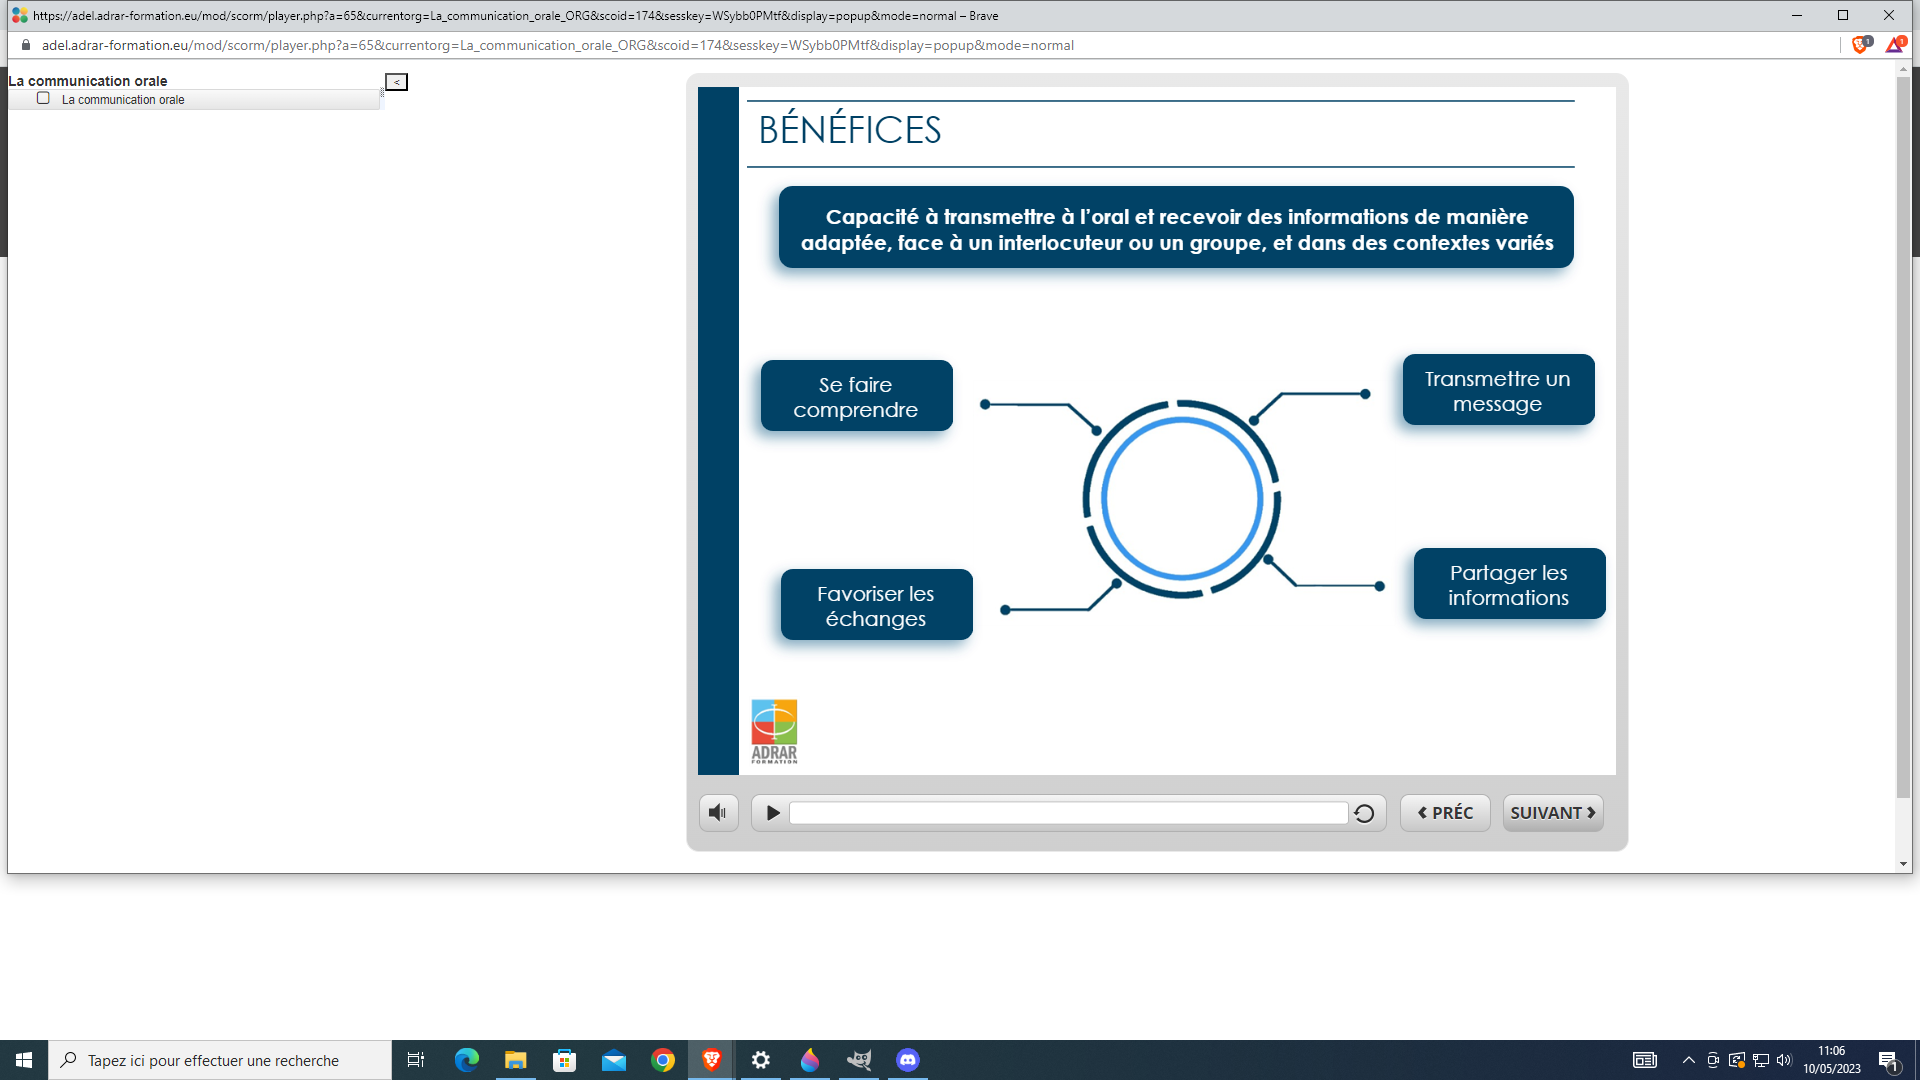 https://adel.adrar-formation.eu/mod/scorm/player.php?a=65&currentorg=La_communication_orale_ORG&scoid=174&sesskey=WSybb0PMtf&display=popup&mode=normal – Brave
adel.adrar-formation.eu/mod/scorm/player.php?a=65&currentorg=La_communication_orale_ORG&scoid=174&sesskey=WSybb0PMtf&display=popup&mode=normal
1
1
La communication orale
<
La communication orale
BÉNÉFICES
Capacité à transmettre à l’oral et recevoir des informations de manière
adaptée, face à un interlocuteur ou un groupe, et dans des contextes variés
Se faire
comprendre
Transmettre un
message
Favoriser les
échanges
Partager les
informations
ADRAR
FORMATION
PRÉC
SUIVANT
Tapez ici pour effectuer une recherche
11:06
10/05/2023
1